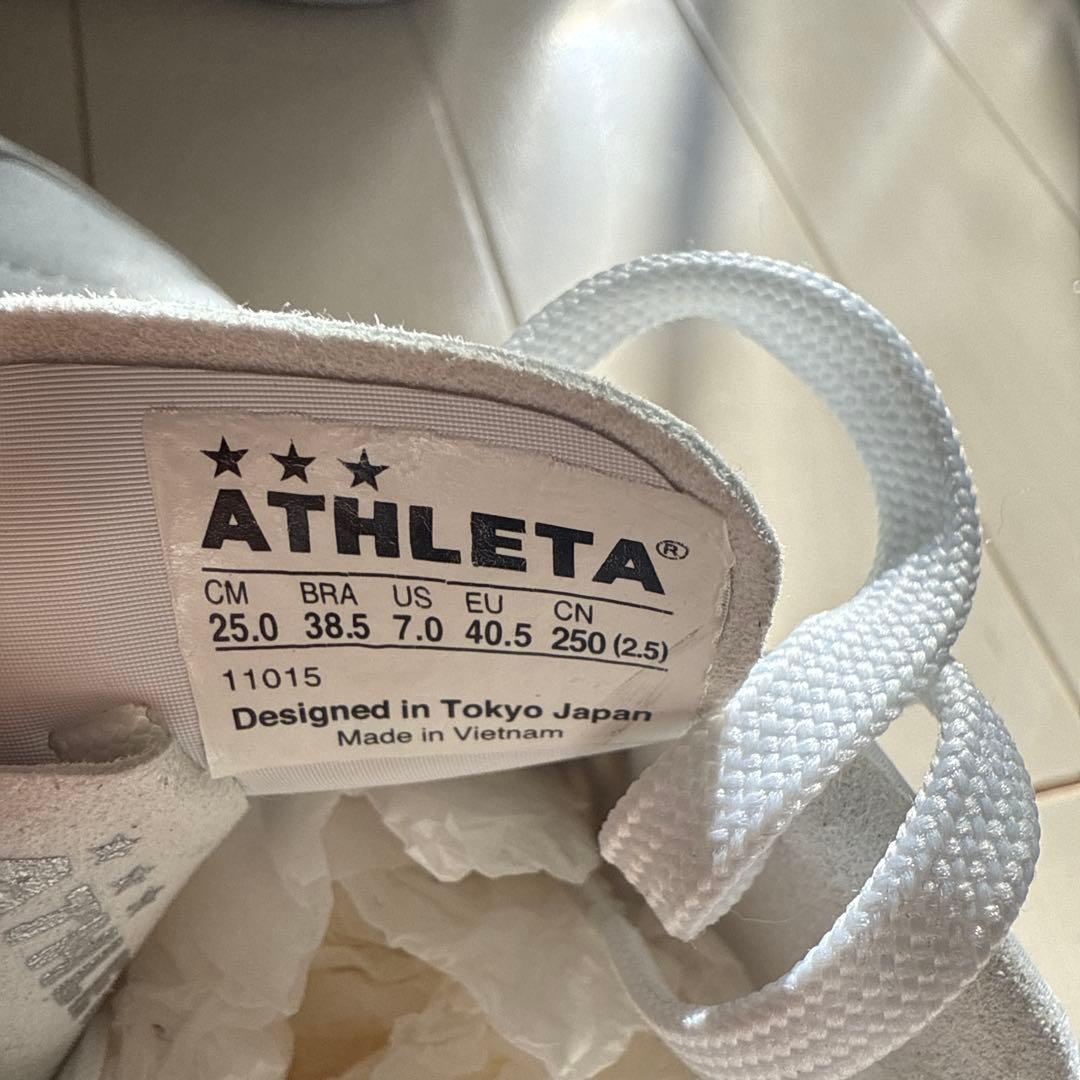 ★★★
ATHLETA®
CM BRA US EU CN
25.0 38.5 7.0 40.5 250 (2.5)
11015
Designed in Tokyo Japan
Made in Vietnam